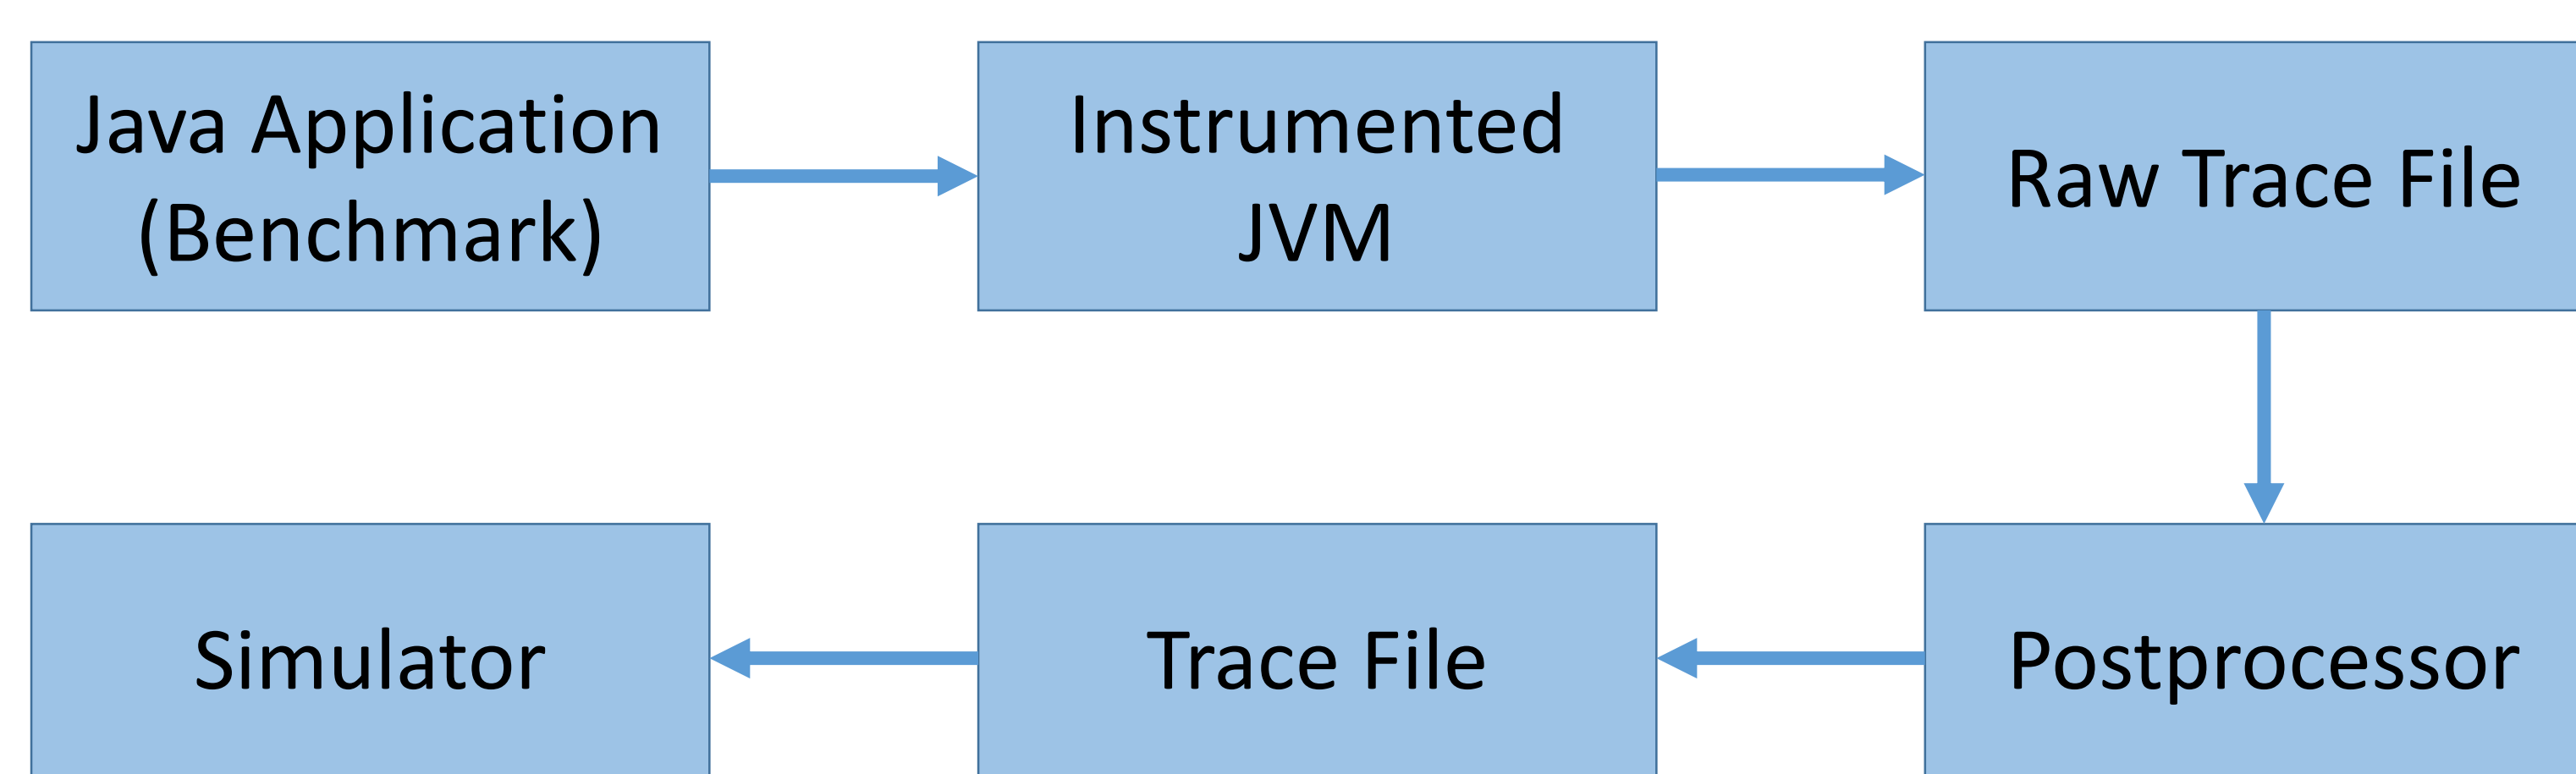 Java Application
(Benchmark)
Instrumented
JVM
Raw Trace File
Simulator
Trace File
Postprocessor